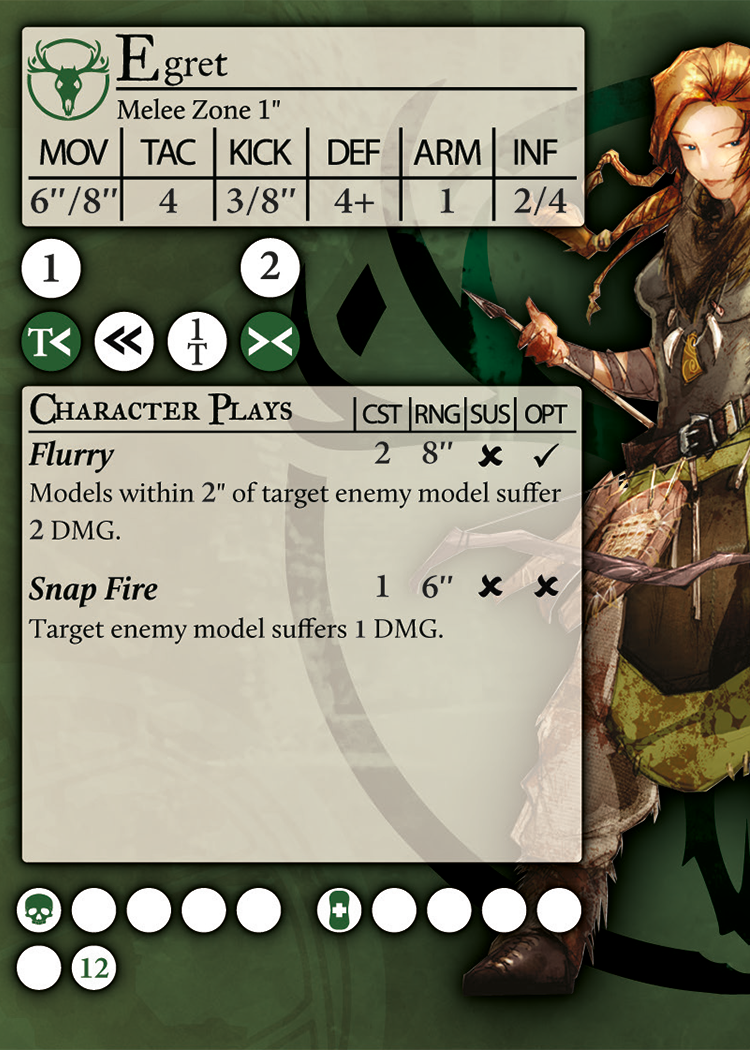 Egret
Melee Zone 1"
MOV TAC KICK DEF ARM INF
6"/8" 4 3/8" 4+ 1 2/4
1 2
T< << 1/T ><
Character Plays CST RNG SUS OPT
Flurry 2 8" ✘ ✓
Models within 2" of target enemy model suffer
2 DMG.
Snap Fire 1 6" ✘ ✘
Target enemy model suffers 1 DMG.
12